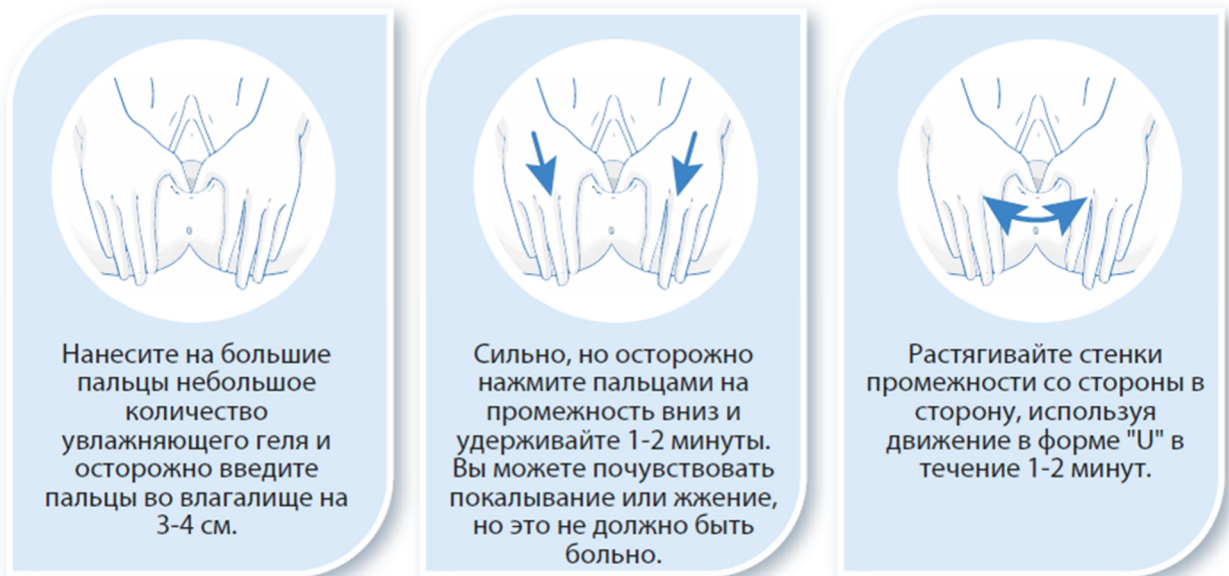 Нанесите на большие
пальцы небольшое
количество
увлажняющего геля и
осторожно введите
пальцы во влагалище на
3-4 см.
Сильно, но осторожно
нажмите пальцами на
промежность вниз и
удерживайте 1-2 минуты.
Вы можете почувствовать
покалывание или жжение,
но это не должно быть
больно.
Растягивайте стенки
промежности со стороны в
сторону, используя
движение в форме "U" в
течение 1-2 минут.